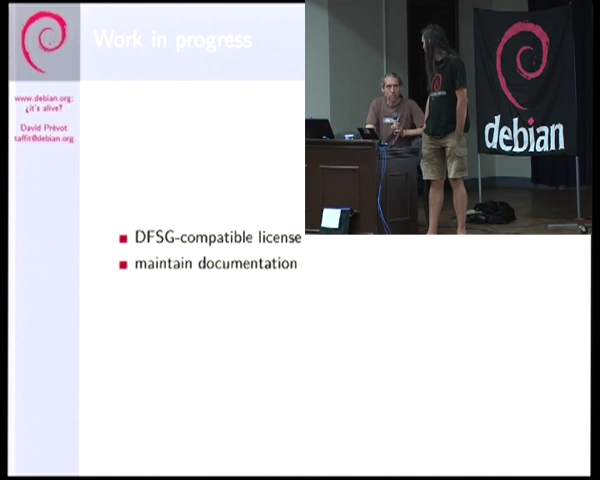 Work in progress
www.debian.org:
¿it's alive?
David Prévot
taffit@debian.org
DFSG-compatible license
maintain documentation
debian